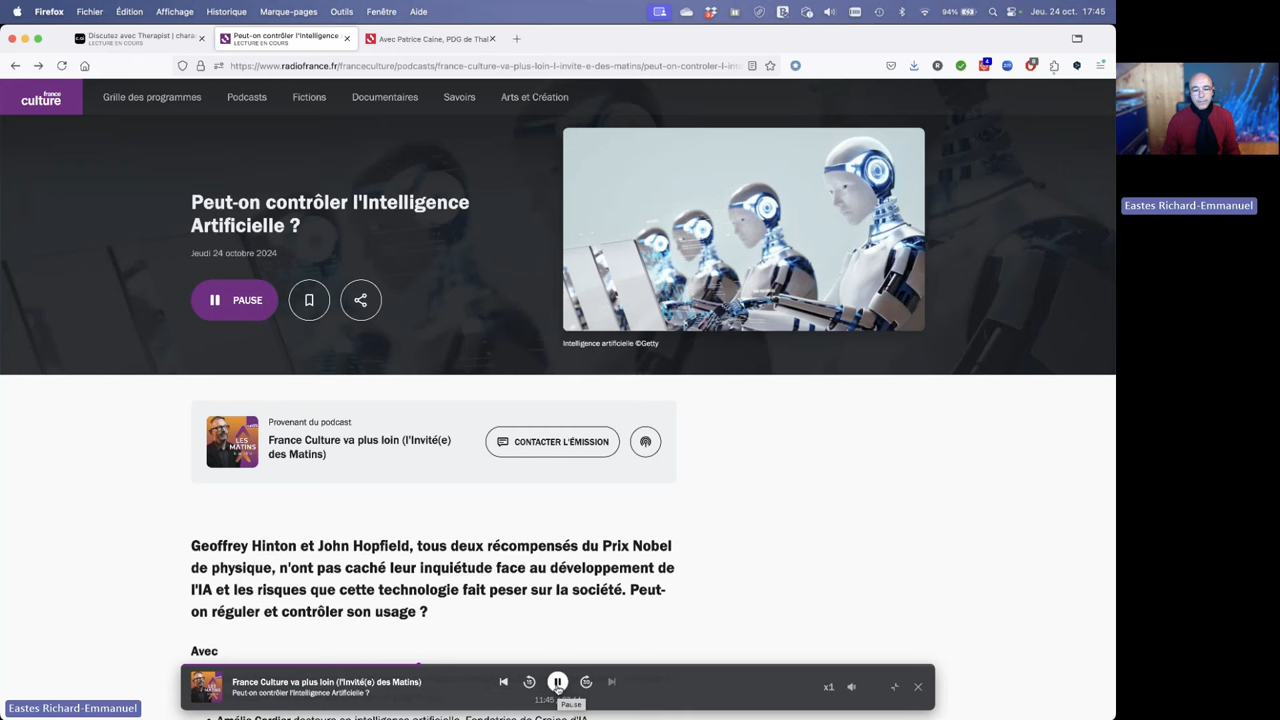 Firefox Fichier Édition Affichage Historique Marque-pages Outils Fenêtre Aide
94% Jeu. 24 oct. 17:45
Discutez avec Therapist | chara
LECTURE EN COURS
Peut-on contrôler l'Intelligence
LECTURE EN COURS
Avec Patrice Caine, PDG de Thal
https://www.radiofrance.fr/franceculture/podcasts/france-culture-va-plus-loin-l-invite-e-des-matins/peut-on-controler-l-int
france
culture
Grille des programmes Podcasts Fictions Documentaires Savoirs Arts et Création
Peut-on contrôler l'Intelligence
Artificielle ?
Jeudi 24 octobre 2024
PAUSE
Intelligence artificielle ©Getty
LES
MATINS
Provenant du podcast
France Culture va plus loin (l'Invité(e)
des Matins)
CONTACTER L'ÉMISSION
Geoffrey Hinton et John Hopfield, tous deux récompensés du Prix Nobel
de physique, n'ont pas caché leur inquiétude face au développement de
l'IA et les risques que cette technologie fait peser sur la société. Peut-
on réguler et contrôler son usage ?
Avec
France Culture va plus loin (l'Invité(e) des Matins)
Peut-on contrôler l'Intelligence Artificielle ?
11:45
Pause
x1
Eastes Richard-Emmanuel
Eastes Richard-Emmanuel